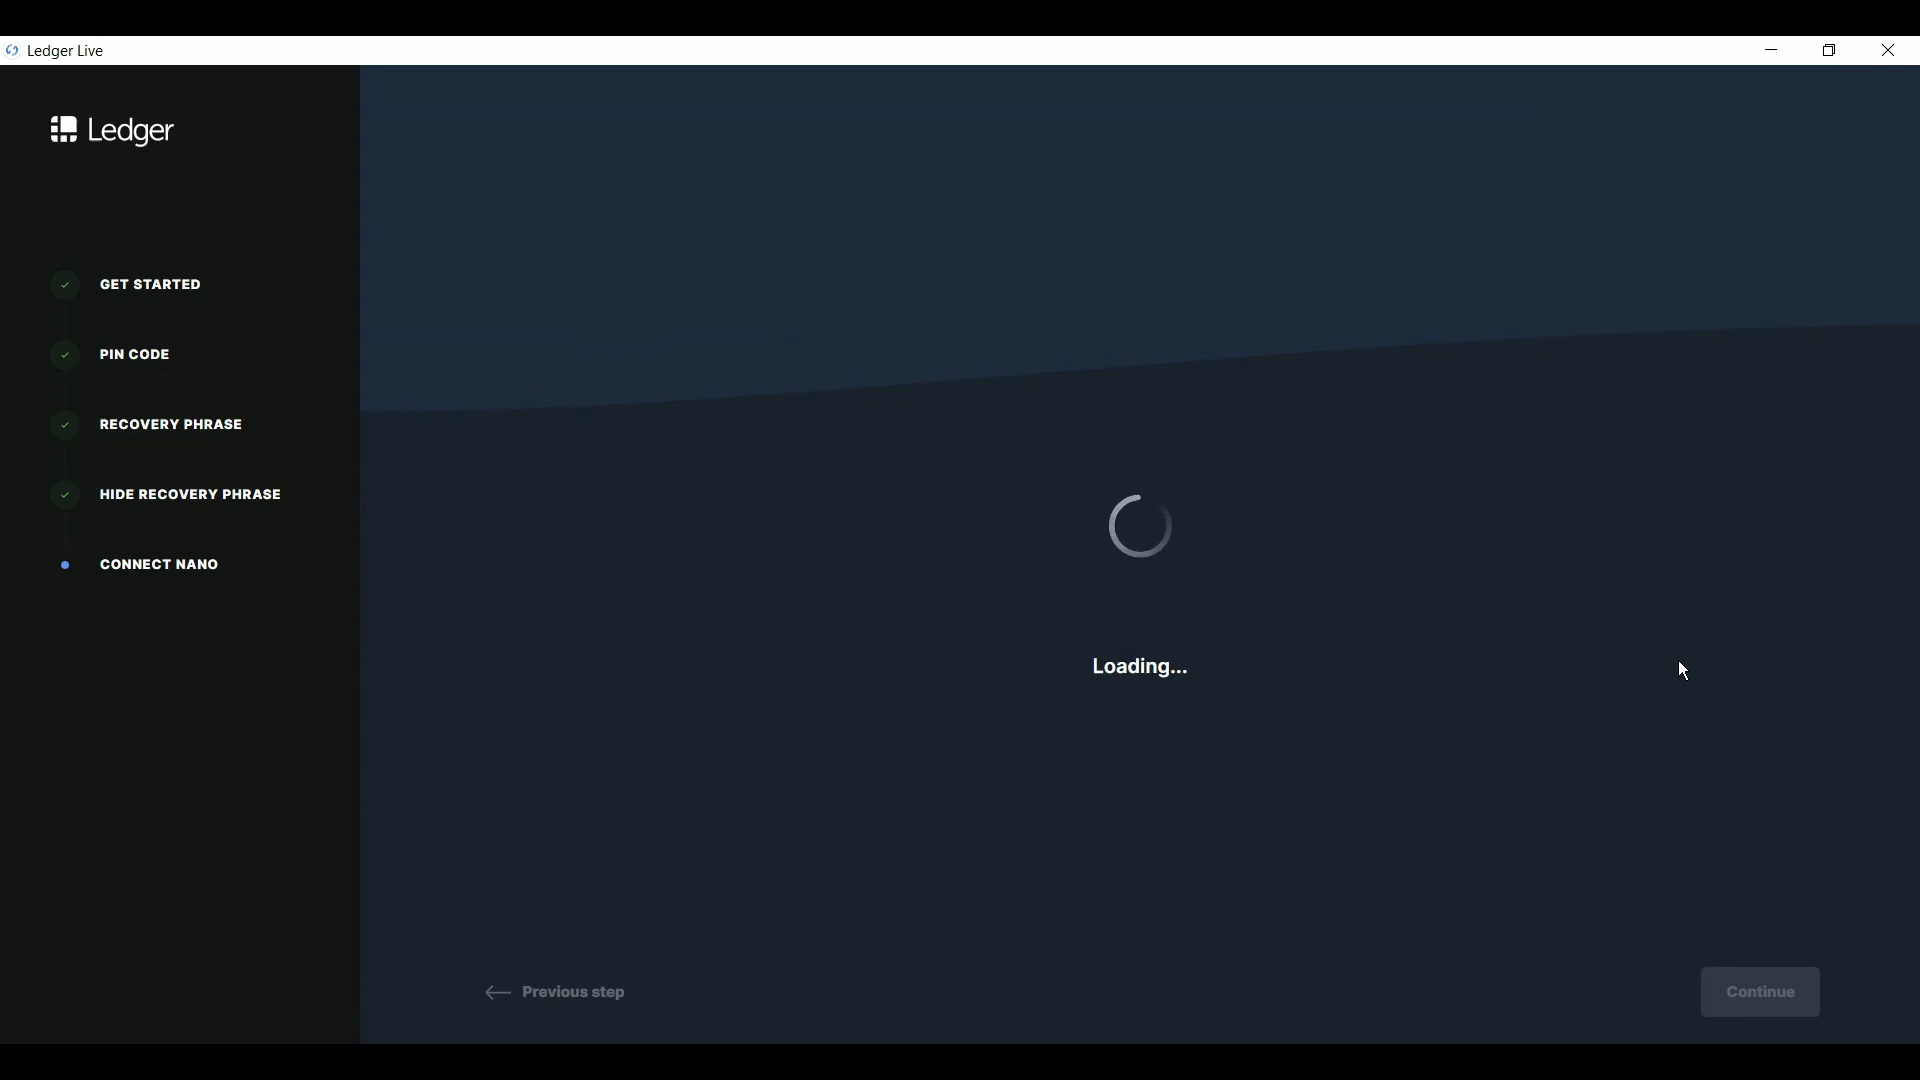 Ledger Live
Ledger
GET STARTED
PIN CODE
RECOVERY PHRASE
HIDE RECOVERY PHRASE
CONNECT NANO
Loading...
Previous step
Continue